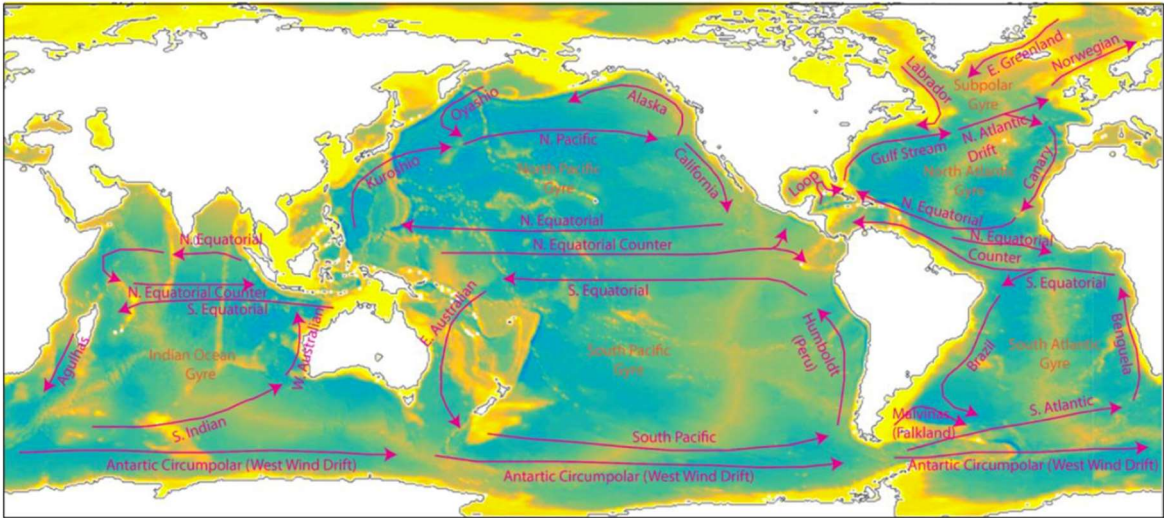 E. Greenland
Norwegian
Labrador
Subpolar
Gyre
Oyashio
Alaska
N. Pacific
Kuroshio
North Pacific
Gyre
California
Gulf Stream
N. Atlantic
Drift
North Atlantic
Gyre
Canary
Loop
N. Equatorial
N. Equatorial
N. Equatorial
N. Equatorial
Counter
N. Equatorial Counter
N. Equatorial Counter
S. Equatorial
S. Equatorial
S. Equatorial
E. Australian
W. Australian
Agulhas
Indian Ocean
Gyre
South Pacific
Gyre
Humboldt
(Peru)
Brazil
South Atlantic
Gyre
Benguela
S. Indian
South Pacific
Malvinas
(Falkland)
S. Atlantic
Antartic Circumpolar (West Wind Drift)
Antartic Circumpolar (West Wind Drift)
Antartic Circumpolar (West Wind Drift)